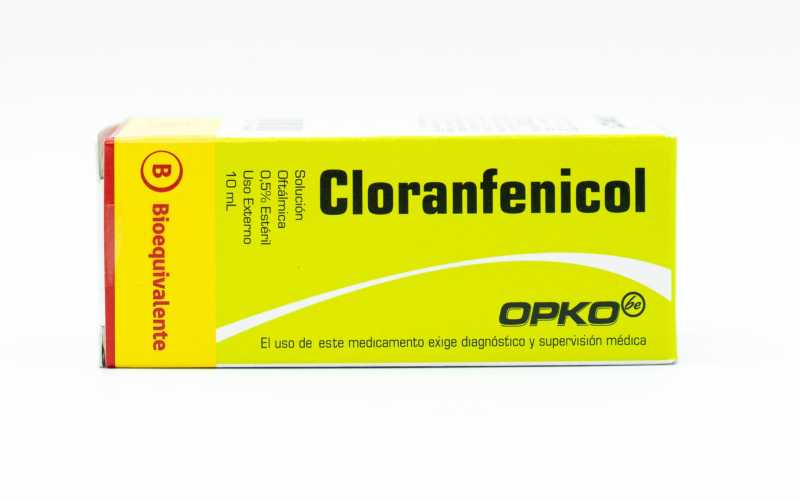 B
Bioequivalente
Solución
Oftálmica
0,5% Estéril
Uso Externo
10 mL
Cloranfenicol
OPKO be
El uso de este medicamento exige diagnóstico y supervisión médica